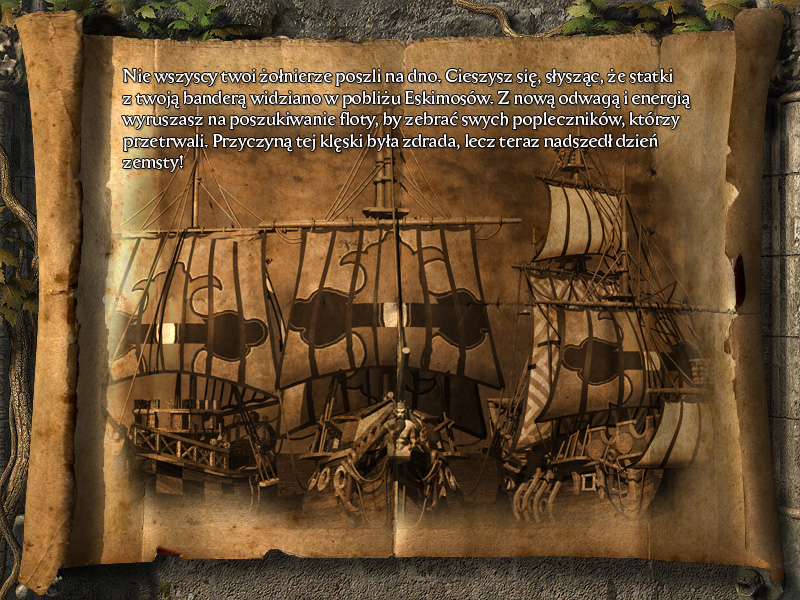 Nie wszyscy twoi żołnierze poszli na dno. Cieszysz się, słysząc, że statki
z twoją banderą widziano w pobliżu Eskimosów. Z nową odwagą i energią
wyruszasz na poszukiwanie floty, by zebrać swych popleczników, którzy
przetrwali. Przyczyną tej klęski była zdrada, lecz teraz nadszedł dzień
zemsty!